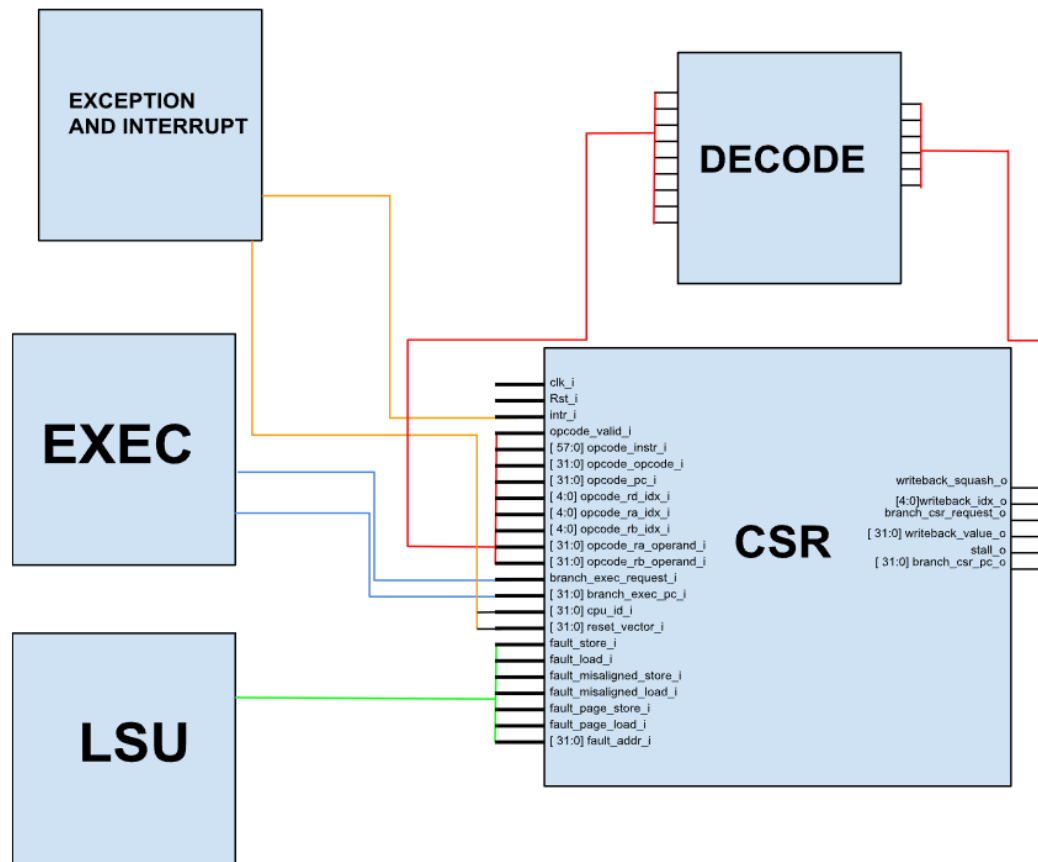 EXCEPTION
AND INTERRUPT
DECODE
EXEC
LSU
CSR
clk_i
Rst_i
intr_i
opcode_valid_i
[ 57:0] opcode_instr_i
[ 31:0] opcode_opcode_i
[ 31:0] opcode_pc_i
[ 4:0] opcode_rd_idx_i
[ 4:0] opcode_ra_idx_i
[ 4:0] opcode_rb_idx_i
[ 31:0] opcode_ra_operand_i
[ 31:0] opcode_rb_operand_i
branch_exec_request_i
[ 31:0] branch_exec_pc_i
[ 31:0] cpu_id_i
[ 31:0] reset_vector_i
fault_store_i
fault_load_i
fault_misaligned_store_i
fault_misaligned_load_i
fault_page_store_i
fault_page_load_i
[ 31:0] fault_addr_i
writeback_squash_o
[4:0]writeback_idx_o
branch_csr_request_o
[ 31:0] writeback_value_o
stall_o
[ 31:0] branch_csr_pc_o